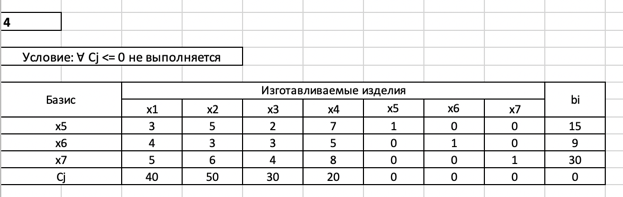 4
Условие: ∀ Cj <= 0 не выполняется
Базис Изготавливаемые изделия bi
x1 x2 x3 x4 x5 x6 x7
x5 3 5 2 7 1 0 0 15
x6 4 3 3 5 0 1 0 9
x7 5 6 4 8 0 0 1 30
Cj 40 50 30 20 0 0 0 0